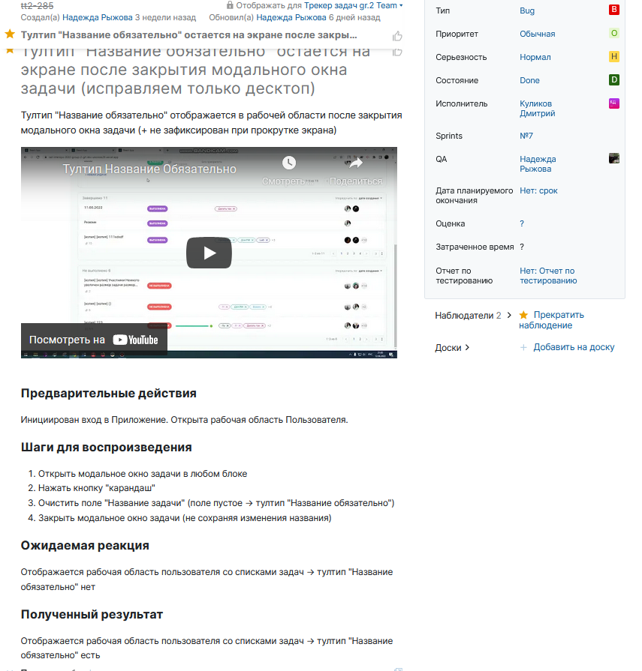 tt2-285
Отображать для Трекер задач gr.2 Team
Создал(а) Надежда Рыжова 3 недели назад
Обновил(а) Надежда Рыжова 6 дней назад
Тултип "Название обязательно" остается на экране после закры...
Тултип "Название обязательно" остается на
экране после закрытия модального окна
задачи (исправляем только десктоп)
Тултип "Название обязательно" отображается в рабочей области после закрытия
модального окна задачи (+ не зафиксирован при прокрутке экрана)
Тултип Название Обязательно
Посмотреть на YouTube
Предварительные действия
Инициирован вход в Приложение. Открыта рабочая область Пользователя.
Шаги для воспроизведения
1. Открыть модальное окно задачи в любом блоке
2. Нажать кнопку "карандаш"
3. Очистить поле "Название задачи" (поле пустое → тултип "Название обязательно")
4. Закрыть модальное окно задачи (не сохраняя изменения названия)
Ожидаемая реакция
Отображается рабочая область пользователя со списками задач → тултип "Название
обязательно" нет
Полученный результат
Отображается рабочая область пользователя со списками задач → тултип "Название
обязательно" есть
Тип Bug B
Приоритет Обычная О
Серьезность Нормал Н
Состояние Done D
Исполнитель Куликов
Дмитрий
Sprints №7
QA Надежда
Рыжова
Дата планируемого Нет: срок
окончания
Оценка ?
Затраченное время ?
Отчет по Нет: Отчет по
тестированию тестированию
Наблюдатели 2 Прекратить
наблюдение
Доски Добавить на доску